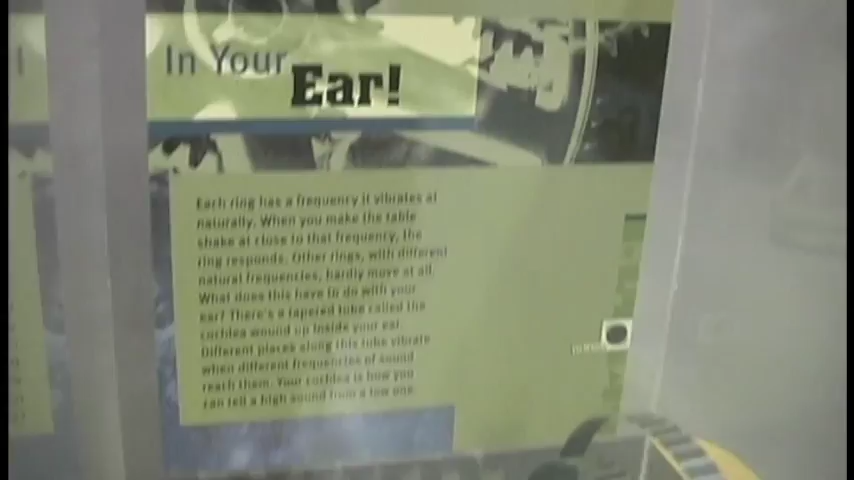 In Your
Ear!
Each ring has a frequency it vibrates at
naturally. When you make the table
shake at close to that frequency, the
ring responds. Other rings, with different
natural frequencies, hardly move at all.
What does this have to do with your
ear? There's a tapered tube called the
cochlea wound up inside your ear.
Different places along this tube vibrate
when different frequencies of sound
reach them. Your cochlea is how you
can tell a high sound from a low one.